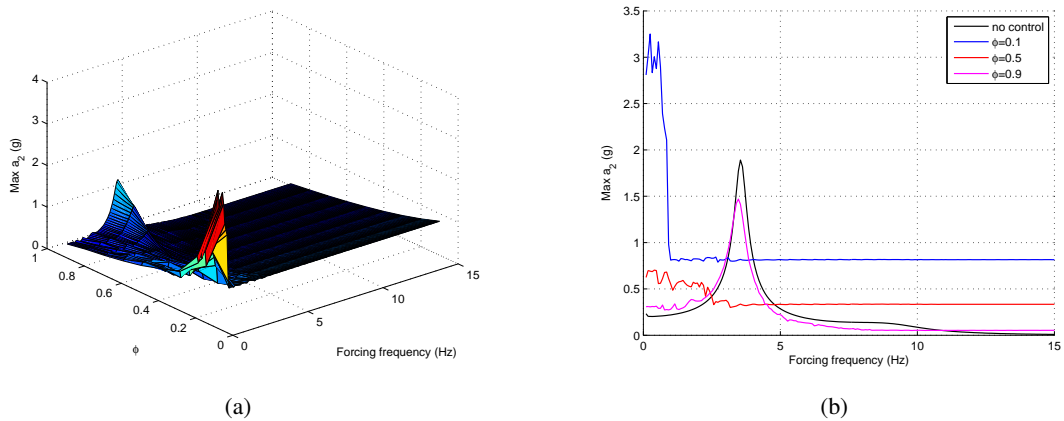 4
3
2
1
0
Max a2 (g)
1
0.8
0.6
0.4
0.2
0
ϕ
0
5
10
15
Forcing frequency (Hz)
(a)
3.5
3
2.5
2
1.5
1
0.5
0
Max a2 (g)
no control
ϕ=0.1
ϕ=0.5
ϕ=0.9
0
5
10
15
Forcing frequency (Hz)
(b)